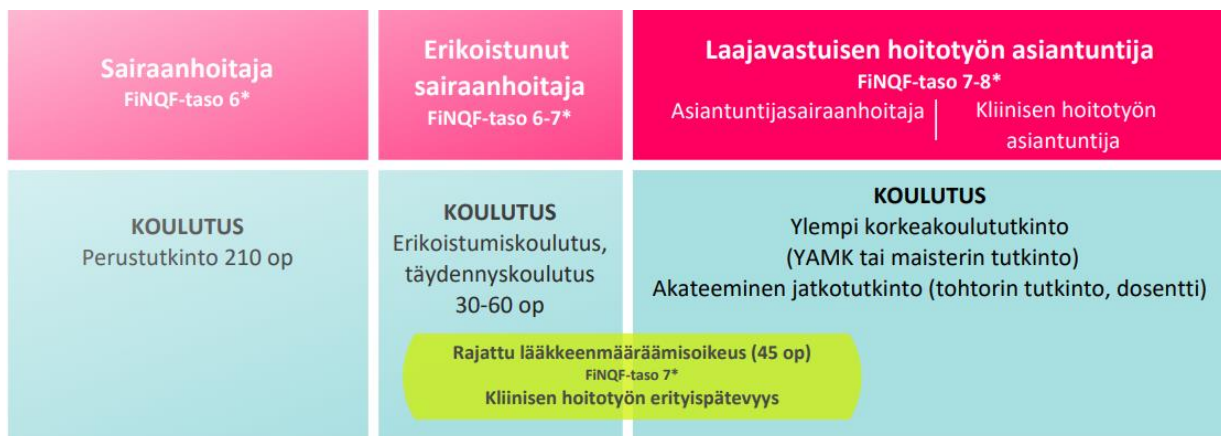 Sairaanhoitaja
FiNQF-taso 6*
Erikoistunut
sairaanhoitaja
FiNQF-taso 6-7*
Laajavastuisen hoitotyön asiantuntija
FiNQF-taso 7-8*
Asiantuntijasairaanhoitaja
Kliinisen hoitotyön
asiantuntija
KOULUTUS
Perustutkinto 210 op
KOULUTUS
Erikoistumiskoulutus,
täydennyskoulutus
30-60 op
KOULUTUS
Ylempi korkeakoulututkinto
(YAMK tai maisterin tutkinto)
Akateeminen jatkotutkinto (tohtorin tutkinto, dosentti)
Rajattu lääkkeenmääräämisoikeus (45 op)
FiNQF-taso 7*
Kliinisen hoitotyön erityispätevyys